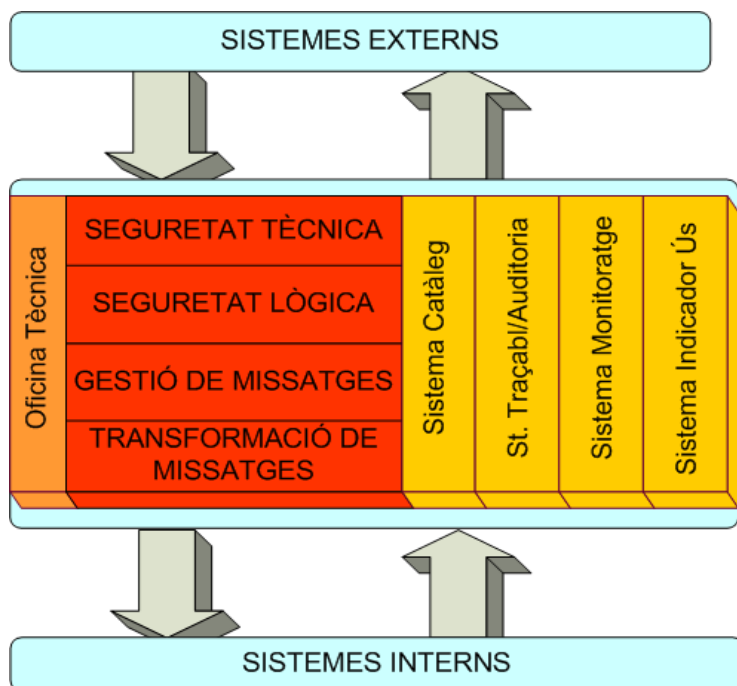 SISTEMES EXTERNS
Oficina Tècnica
SEGURETAT TÈCNICA
SEGURETAT LÒGICA
GESTIÓ DE MISSATGES
TRANSFORMACIÓ DE
MISSATGES
Sistema Catàleg
St. Traçabl/Auditoria
Sistema Monitoratge
Sistema Indicador Ús
SISTEMES INTERNS